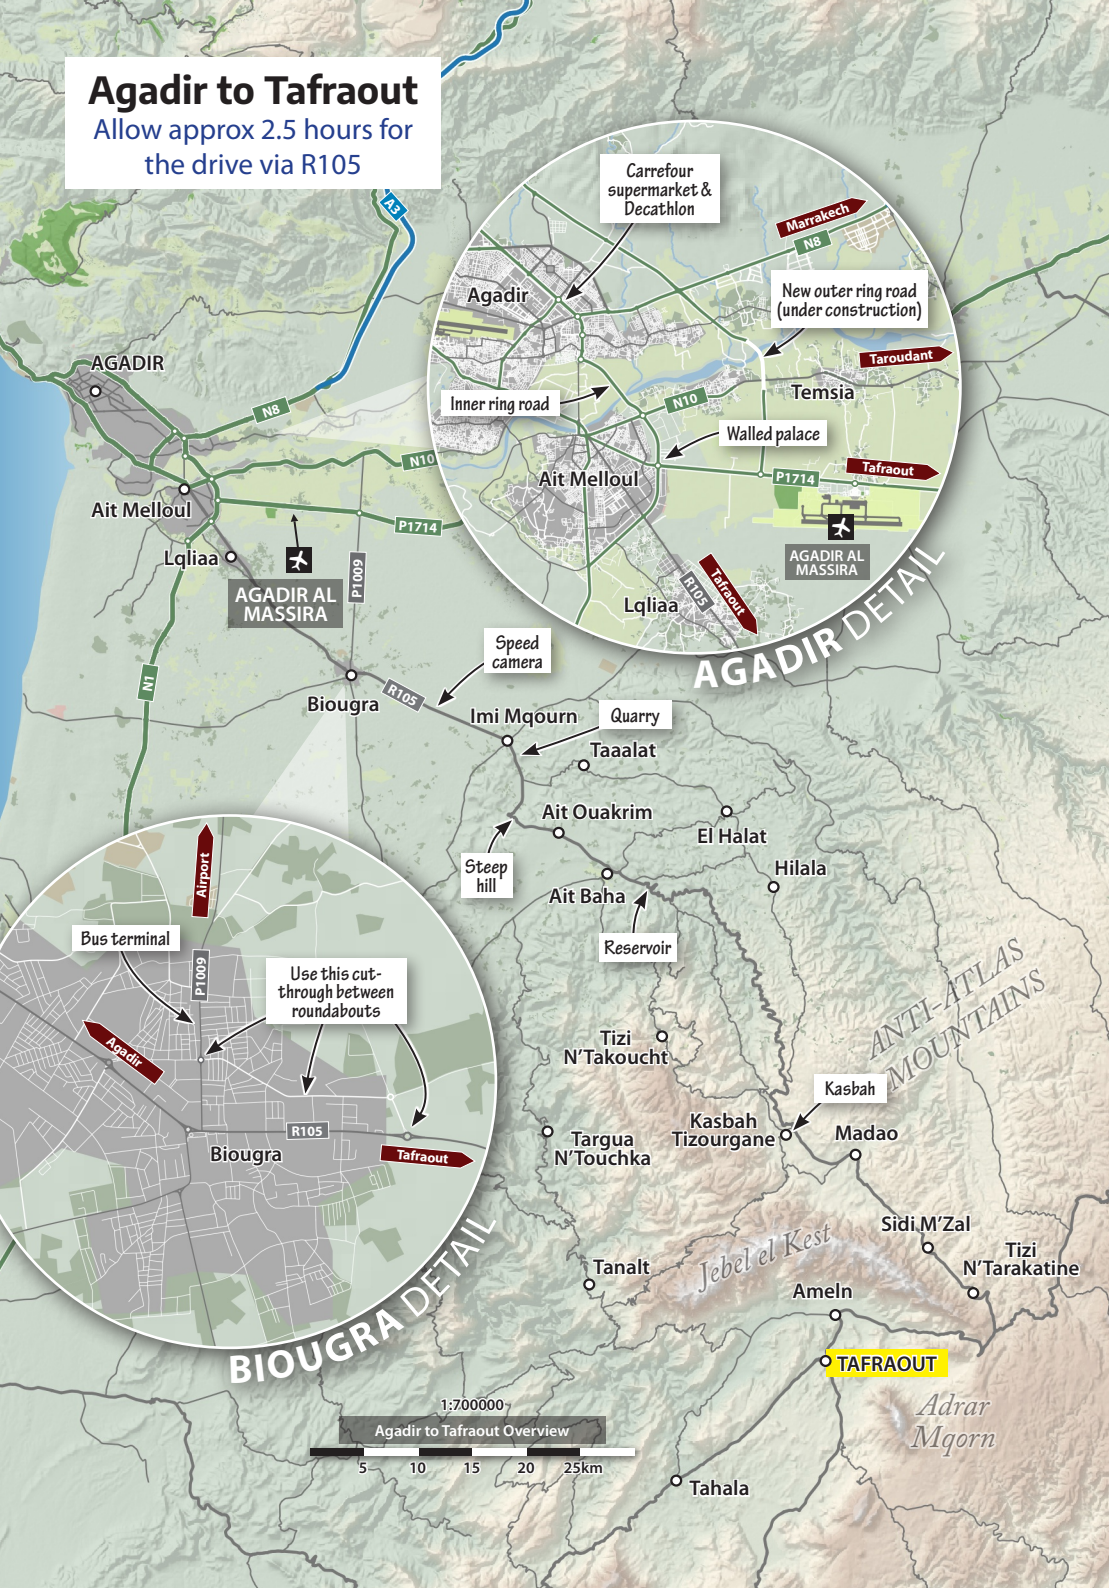 Agadir to Tafraout
Allow approx 2.5 hours for
the drive via R105
A3
Carrefour
supermarket &
Decathlon
Marrakech
N8
Agadir
New outer ring road
(under construction)
Taroudant
Inner ring road
N10
Temsia
Walled palace
Ait Melloul
Tafraout
P1714
AGADIR AL
MASSIRA
R105
Tafraout
Lqliaa
AGADIR DETAIL
AGADIR
N8
N10
Ait Melloul
P1714
Lqliaa
P1009
AGADIR AL
MASSIRA
N1
Biougra
R105
Speed
camera
Imi Mqourn
Quarry
Taaalat
Ait Ouakrim
El Halat
Steep
hill
Hilala
Ait Baha
Reservoir
ANTI-ATLAS
MOUNTAINS
Tizi
N'Takoucht
Kasbah
Kasbah
Tizourgane
Madao
Targua
N'Touchka
Sidi M'Zal
Tizi
N'Tarakatine
Jebel el Kest
Tanalt
Ameln
TAFRAOUT
Adrar
Mqorn
Tahala
Airport
Bus terminal
P1009
Use this cut-
through between
roundabouts
Agadir
R105
Biougra
Tafraout
BIOUGRA DETAIL
1:700000
Agadir to Tafraout Overview
5 10 15 20 25km